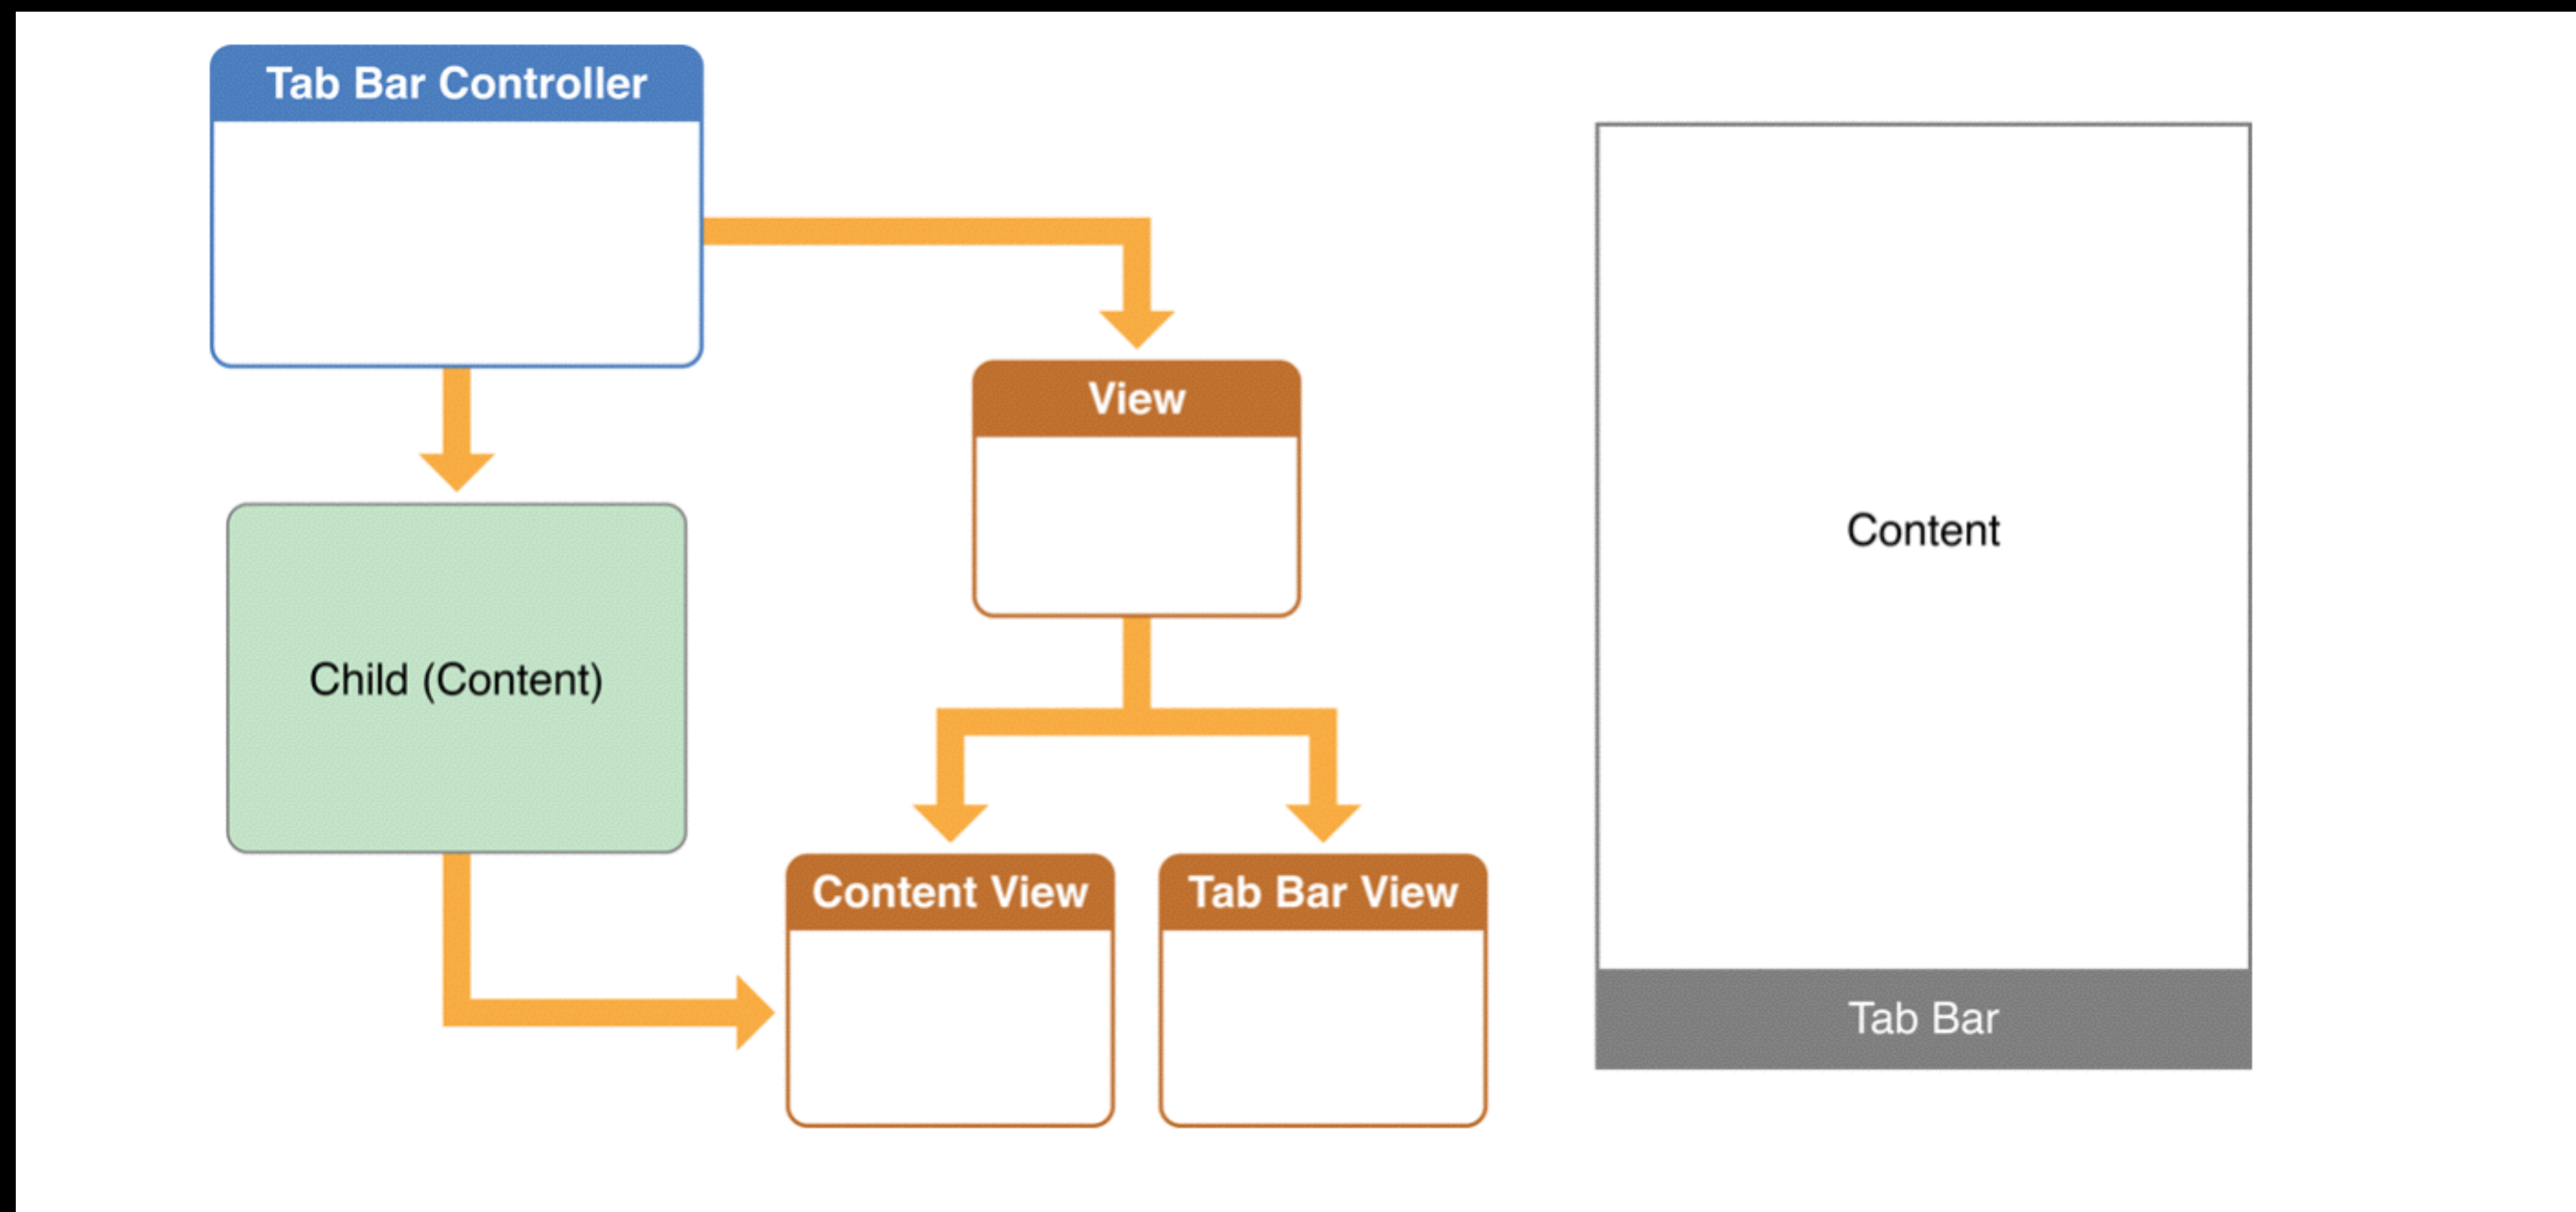 Tab Bar Controller
View
Child (Content)
Content View
Tab Bar View
Content
Tab Bar